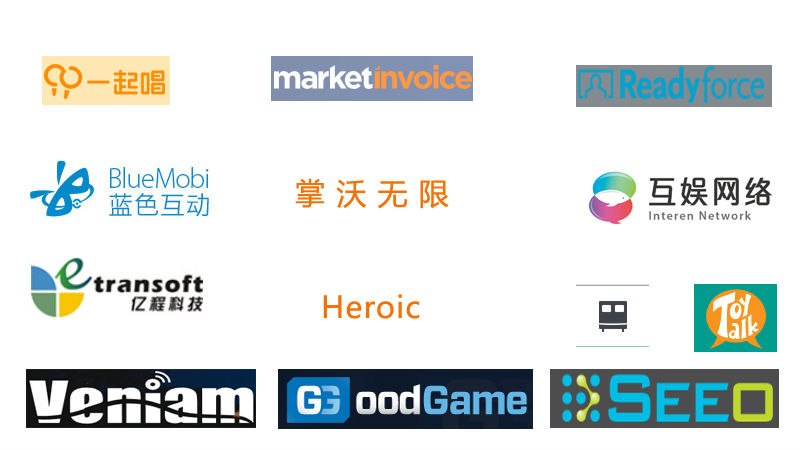 一起唱
marketinvoice
Readyforce
BlueMobi
蓝色互动
掌沃无限
互娱网络
Interen Network
etransoft
亿程科技
Heroic
Toy
Talk
Veniam
GGoodGame
SEEO